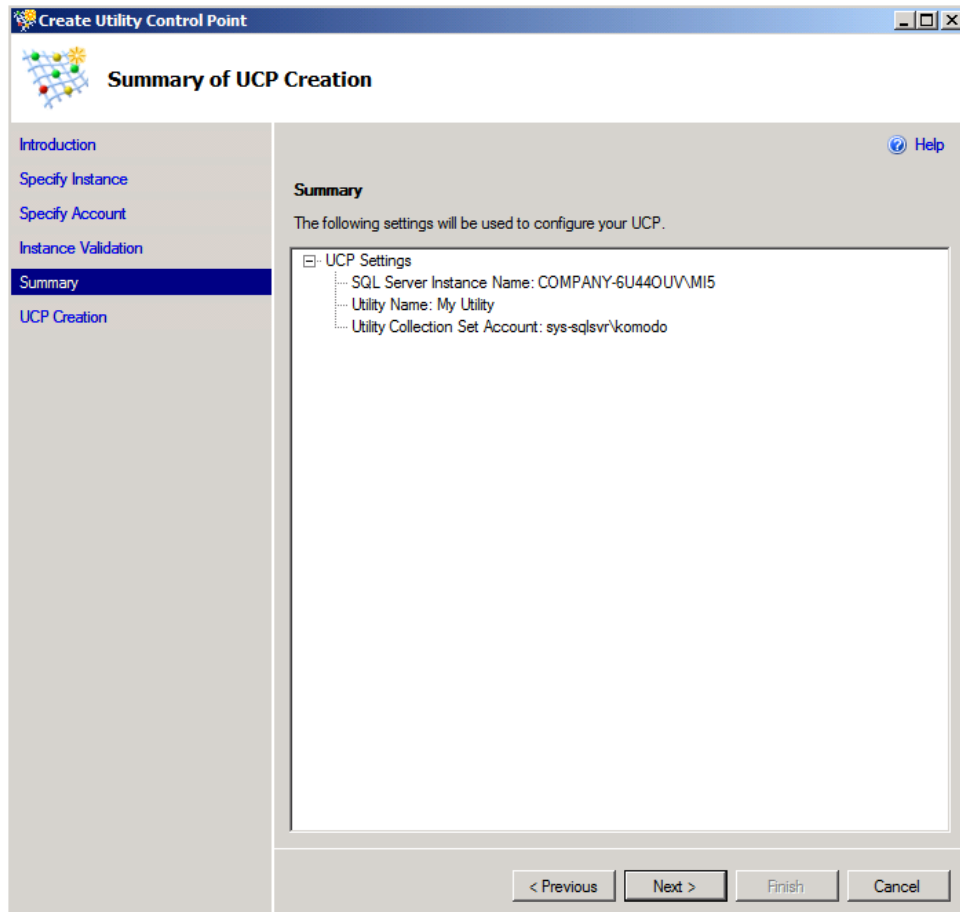 Create Utility Control Point
Summary of UCP Creation
Introduction
Specify Instance
Specify Account
Instance Validation
Summary
UCP Creation
Help
Summary
The following settings will be used to configure your UCP.
UCP Settings
SQL Server Instance Name: COMPANY-6U44OUV\MI5
Utility Name: My Utility
Utility Collection Set Account: sys-sqlsvr\komodo
< Previous
Next >
Finish
Cancel